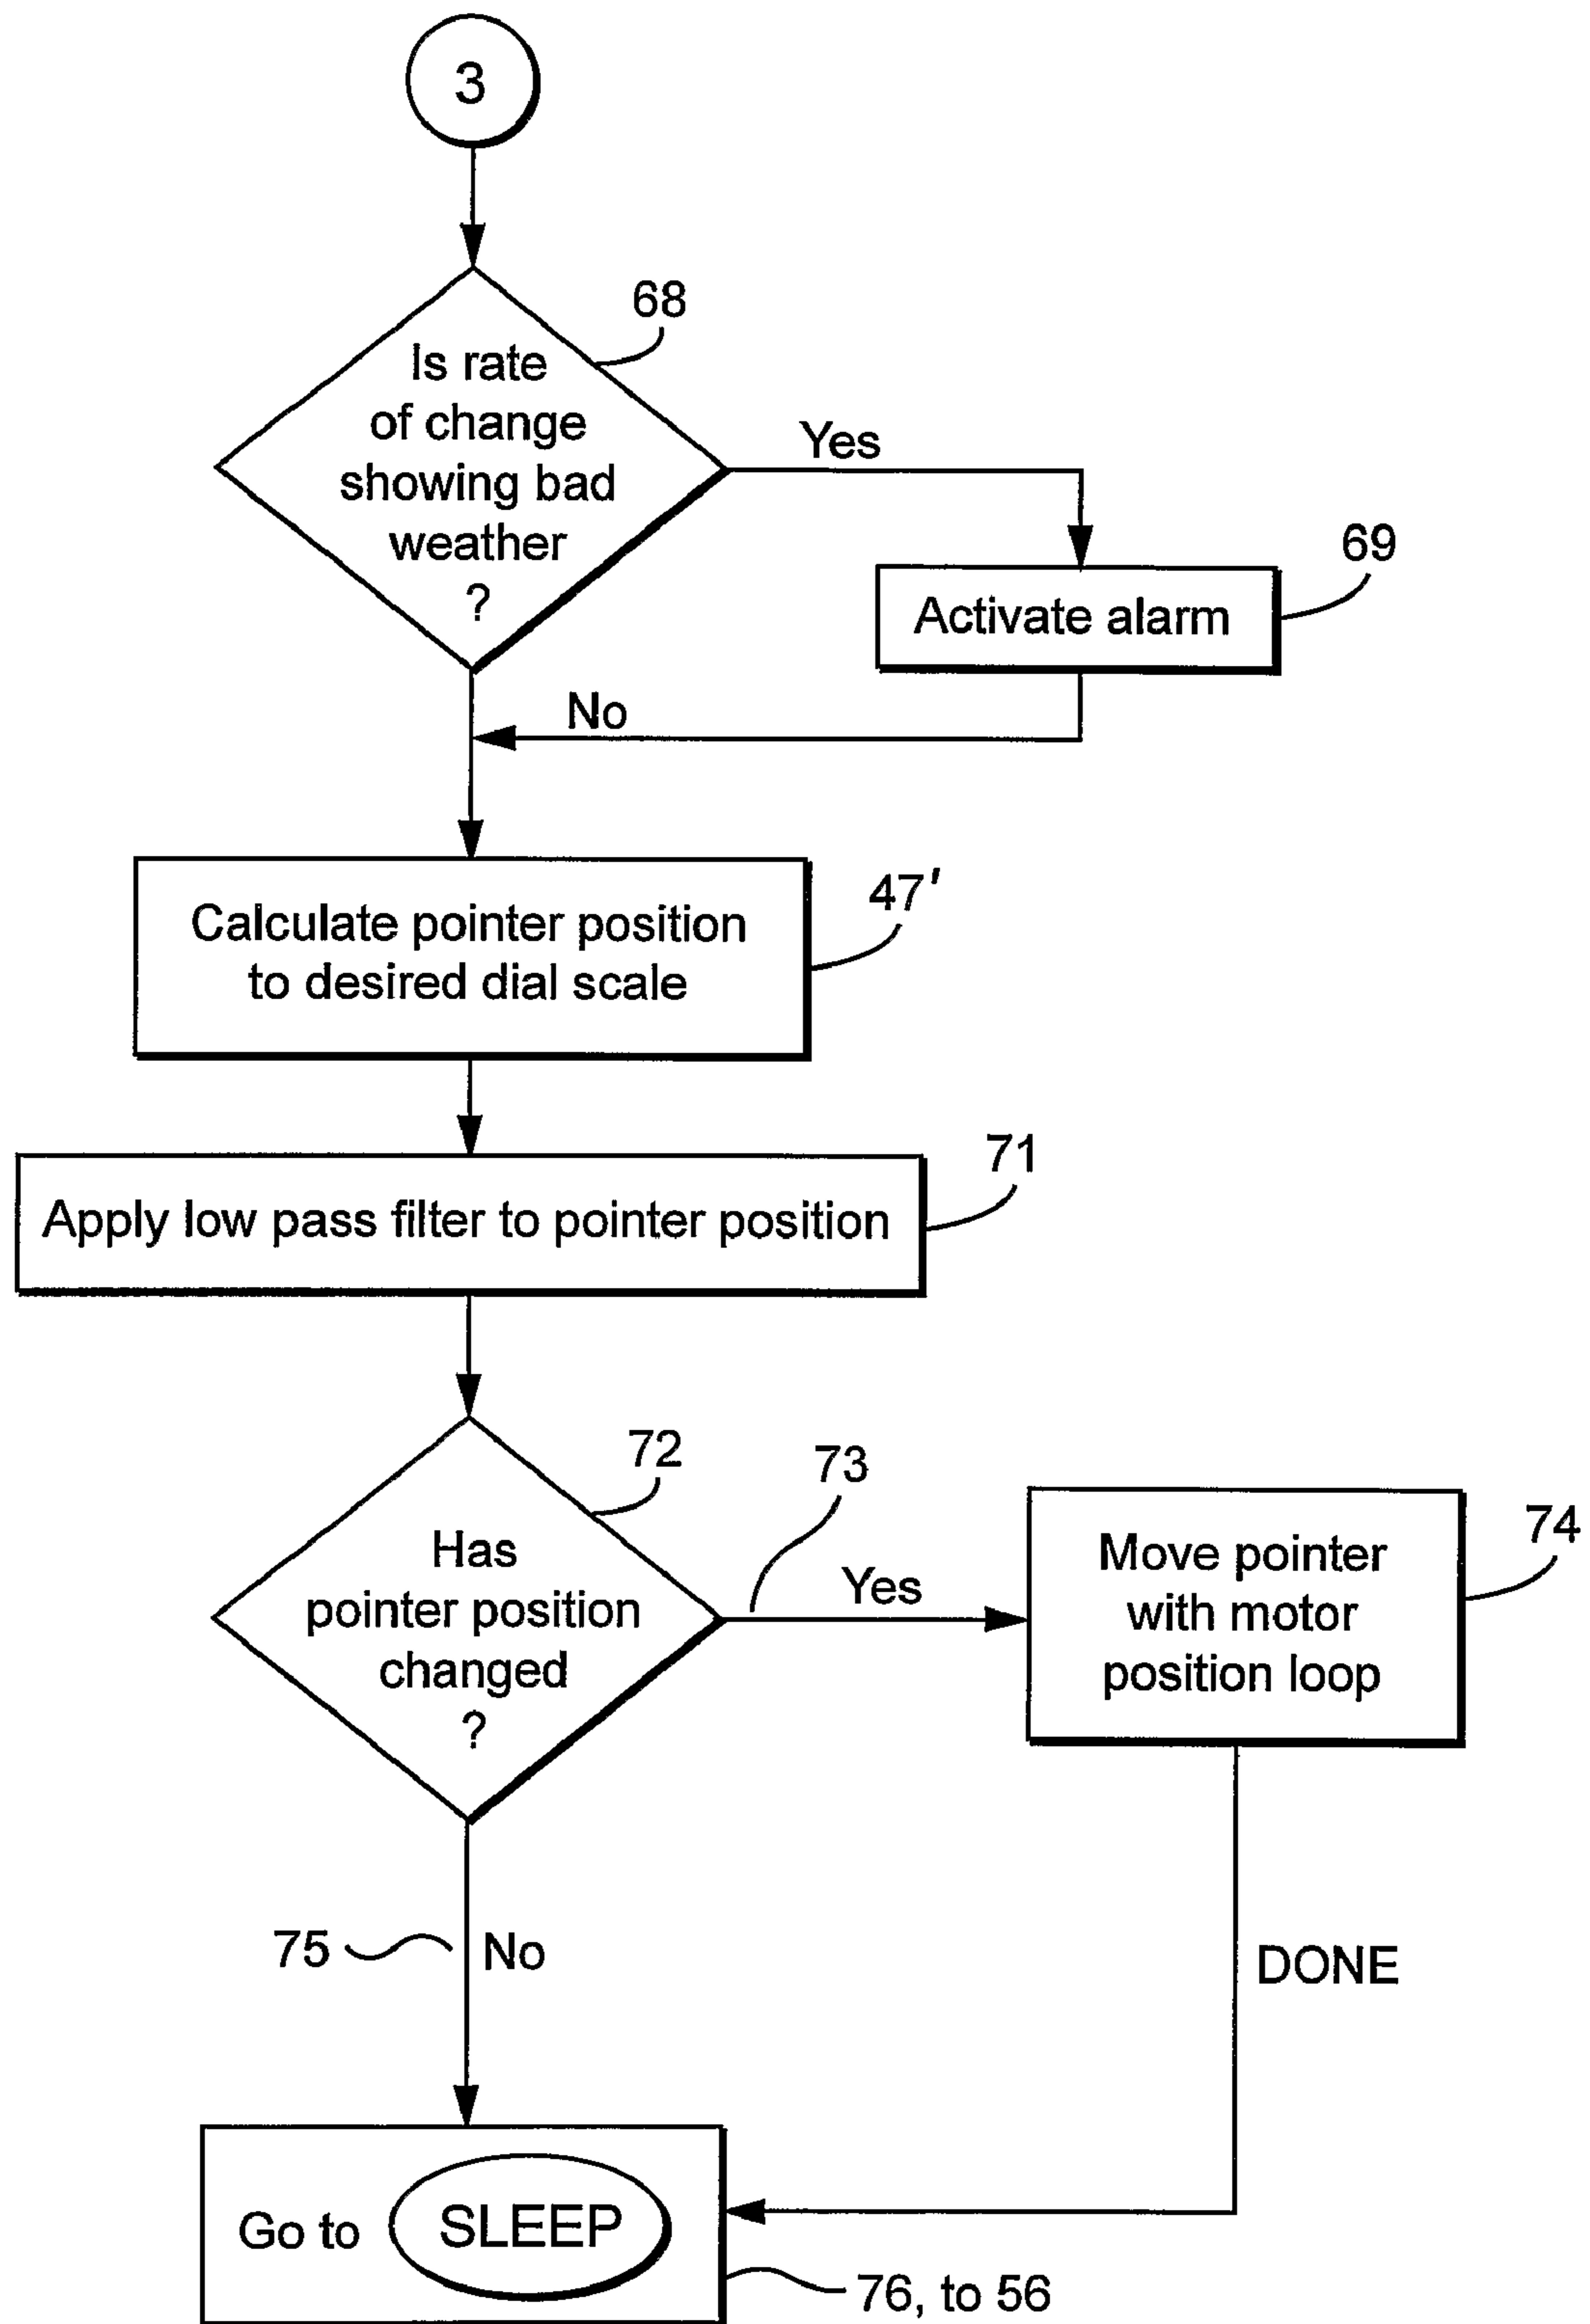 3
68
Is rate
of change
showing bad
weather
?
Yes
69
Activate alarm
No
47'
Calculate pointer position
to desired dial scale
71
Apply low pass filter to pointer position
72
73
Has
pointer position
changed
?
Yes
74
Move pointer
with motor
position loop
75
No
DONE
Go to SLEEP
76, to 56